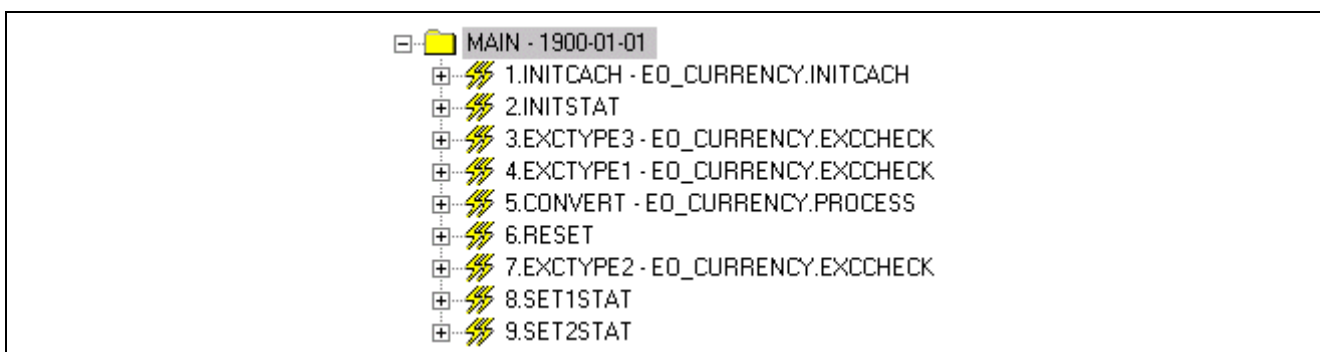 MAIN - 1900-01-01
1.INITCACH - EO_CURRENCY.INITCACH
2.INITSTAT
3.EXCTYPE3 - EO_CURRENCY.EXCCHECK
4.EXCTYPE1 - EO_CURRENCY.EXCCHECK
5.CONVERT - EO_CURRENCY.PROCESS
6.RESET
7.EXCTYPE2 - EO_CURRENCY.EXCCHECK
8.SET1STAT
9.SET2STAT